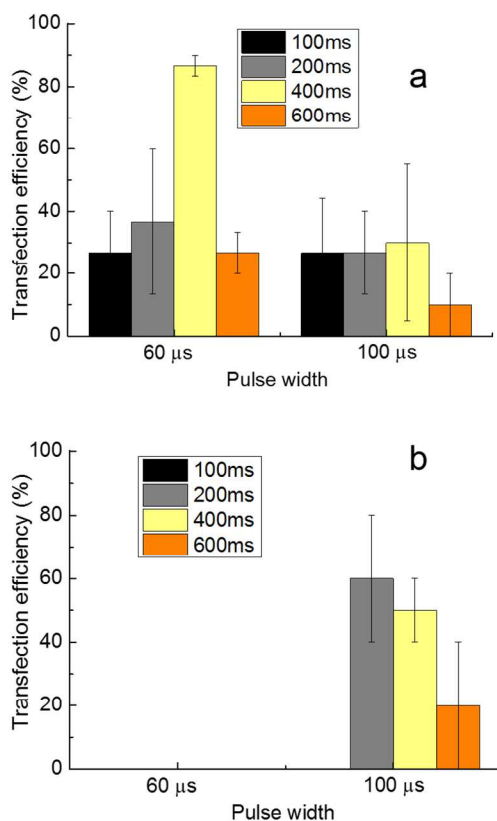 100
80
60
40
20
0
Transfection efficiency (%)
100ms
200ms
400ms
600ms
a
60 μs
100 μs
Pulse width
100
80
60
40
20
0
Transfection efficiency (%)
100ms
200ms
400ms
600ms
b
60 μs
100 μs
Pulse width